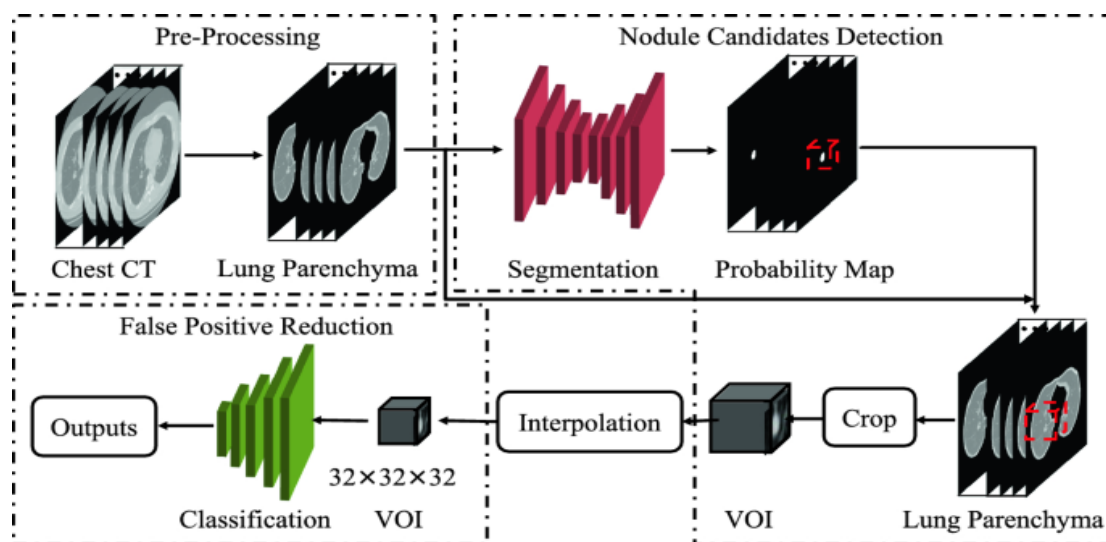 Pre-Processing
Chest CT
Lung Parenchyma
Nodule Candidates Detection
Segmentation
Probability Map
False Positive Reduction
Outputs
Classification
32×32×32
VOI
Interpolation
VOI
Crop
Lung Parenchyma